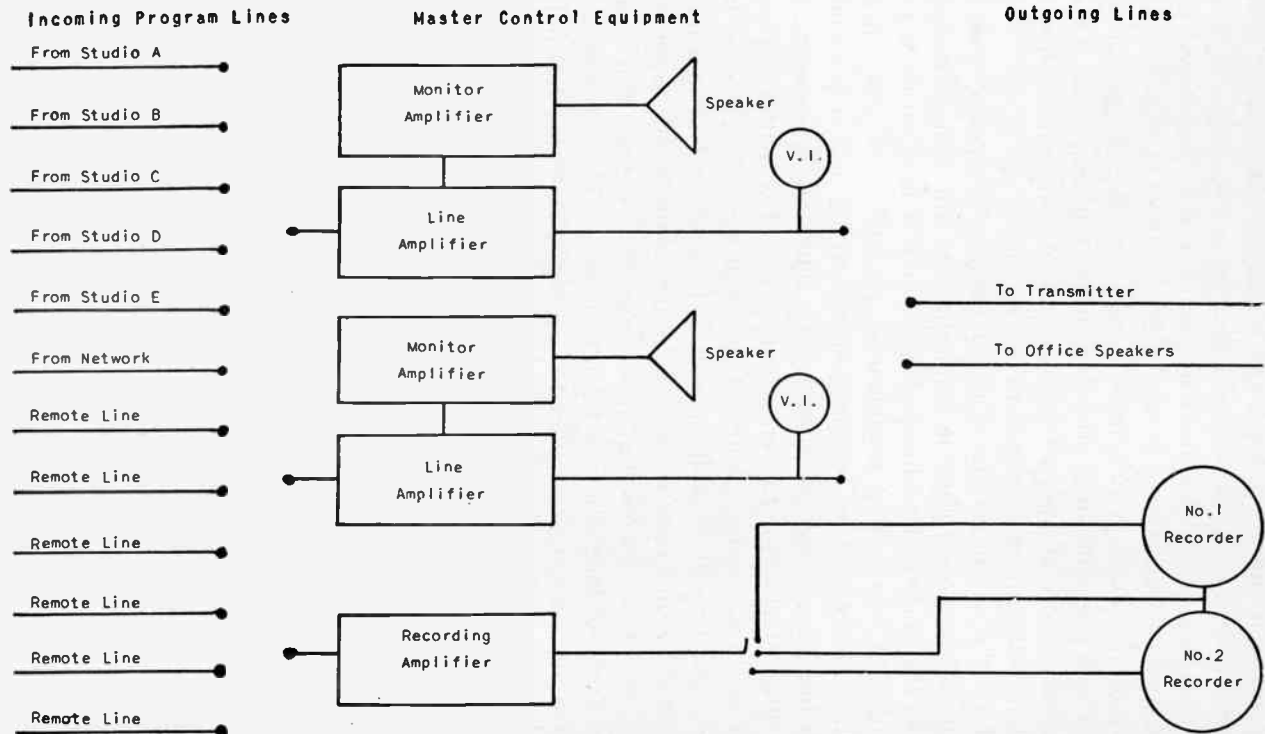 Incoming Program Lines
Master Control Equipment
Outgoing Lines
From Studio A
From Studio B
From Studio C
From Studio D
From Studio E
From Network
Remote Line
Remote Line
Remote Line
Remote Line
Remote Line
Remote Line
Monitor
Amplifier
Speaker
V.I.
Line
Amplifier
Monitor
Amplifier
Speaker
V.I.
Line
Amplifier
Recording
Amplifier
To Transmitter
To Office Speakers
No.1
Recorder
No.2
Recorder